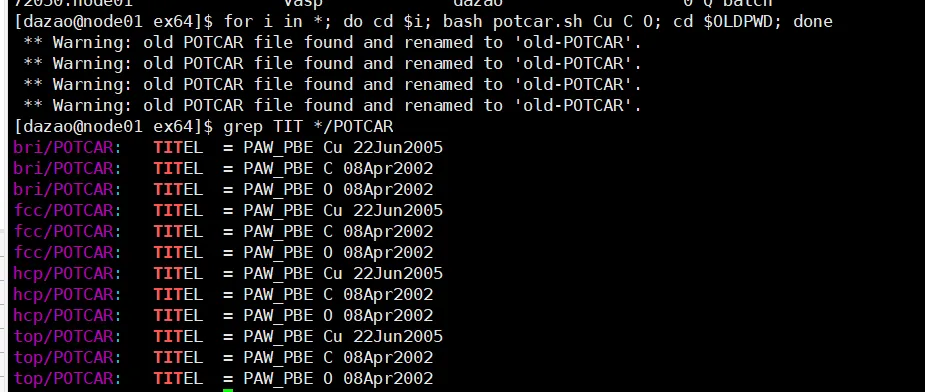 72050.node01 vasp dazao 0 Q batch
[dazao@node01 ex64]$ for i in *; do cd $i; bash potcar.sh Cu C O; cd $OLDPWD; done
** Warning: old POTCAR file found and renamed to 'old-POTCAR'.
** Warning: old POTCAR file found and renamed to 'old-POTCAR'.
** Warning: old POTCAR file found and renamed to 'old-POTCAR'.
** Warning: old POTCAR file found and renamed to 'old-POTCAR'.
[dazao@node01 ex64]$ grep TIT */POTCAR
bri/POTCAR: TITEL = PAW_PBE Cu 22Jun2005
bri/POTCAR: TITEL = PAW_PBE C 08Apr2002
bri/POTCAR: TITEL = PAW_PBE O 08Apr2002
fcc/POTCAR: TITEL = PAW_PBE Cu 22Jun2005
fcc/POTCAR: TITEL = PAW_PBE C 08Apr2002
fcc/POTCAR: TITEL = PAW_PBE O 08Apr2002
hcp/POTCAR: TITEL = PAW_PBE Cu 22Jun2005
hcp/POTCAR: TITEL = PAW_PBE C 08Apr2002
hcp/POTCAR: TITEL = PAW_PBE O 08Apr2002
top/POTCAR: TITEL = PAW_PBE Cu 22Jun2005
top/POTCAR: TITEL = PAW_PBE C 08Apr2002
top/POTCAR: TITEL = PAW_PBE O 08Apr2002